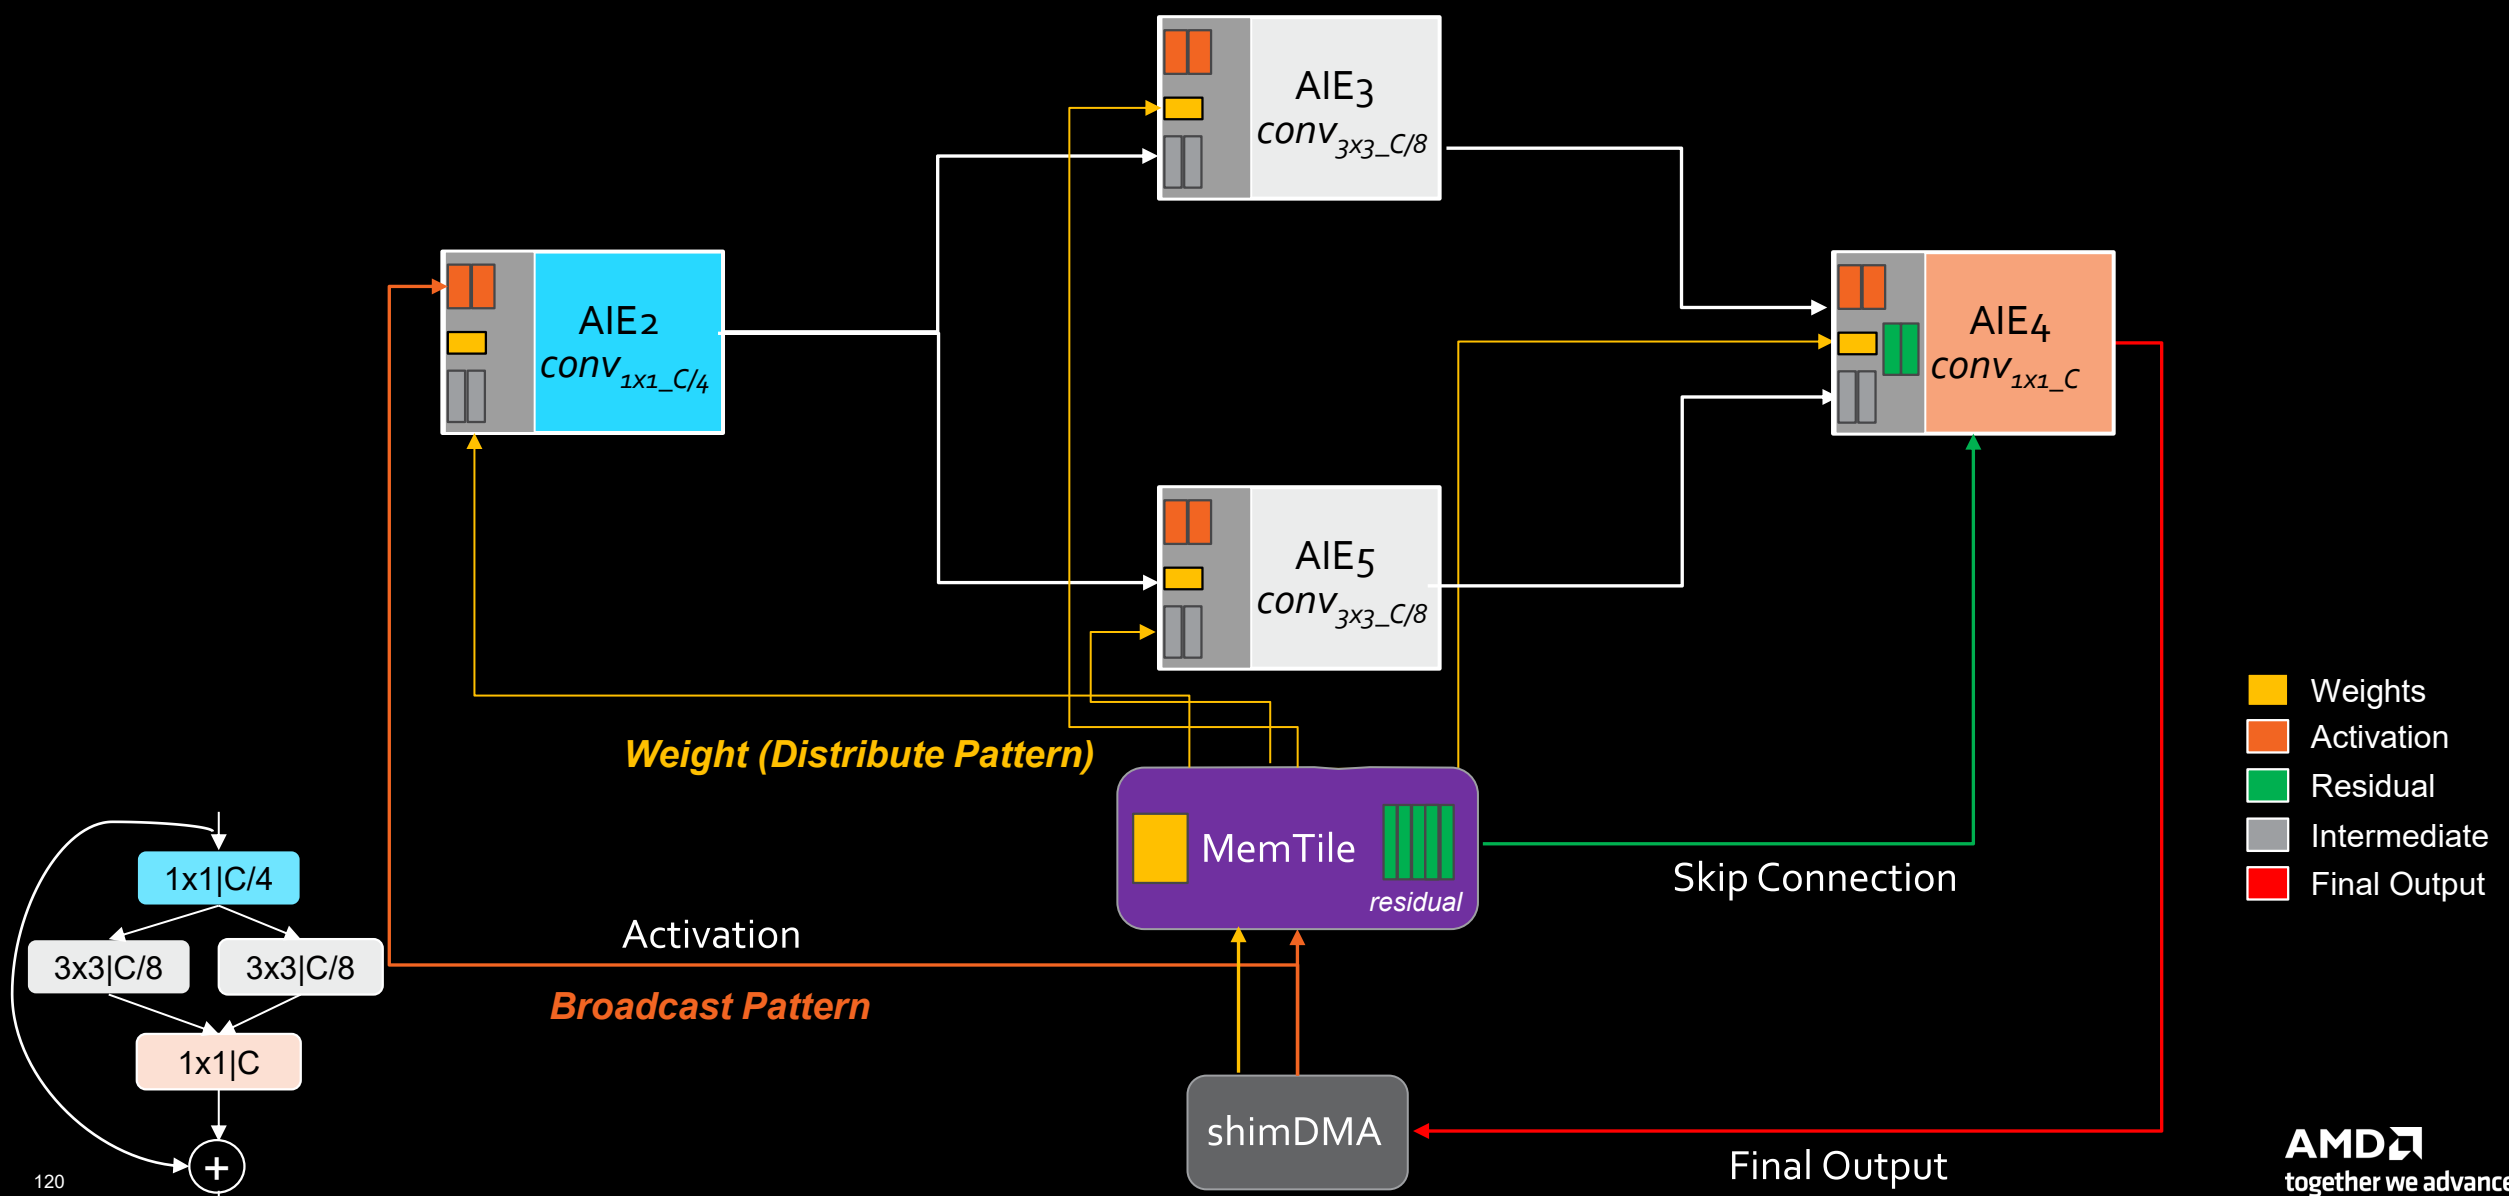 AIE3
conv3x3_C/8
AIE2
conv1x1_C/4
AIE4
conv1x1_C
AIE5
conv3x3_C/8
Weights
Activation
Residual
Intermediate
Final Output
Weight (Distribute Pattern)
MemTile
residual
Skip Connection
Activation
Broadcast Pattern
1x1|C/4
3x3|C/8
3x3|C/8
1x1|C
+
shimDMA
Final Output
120
AMD
together we advance